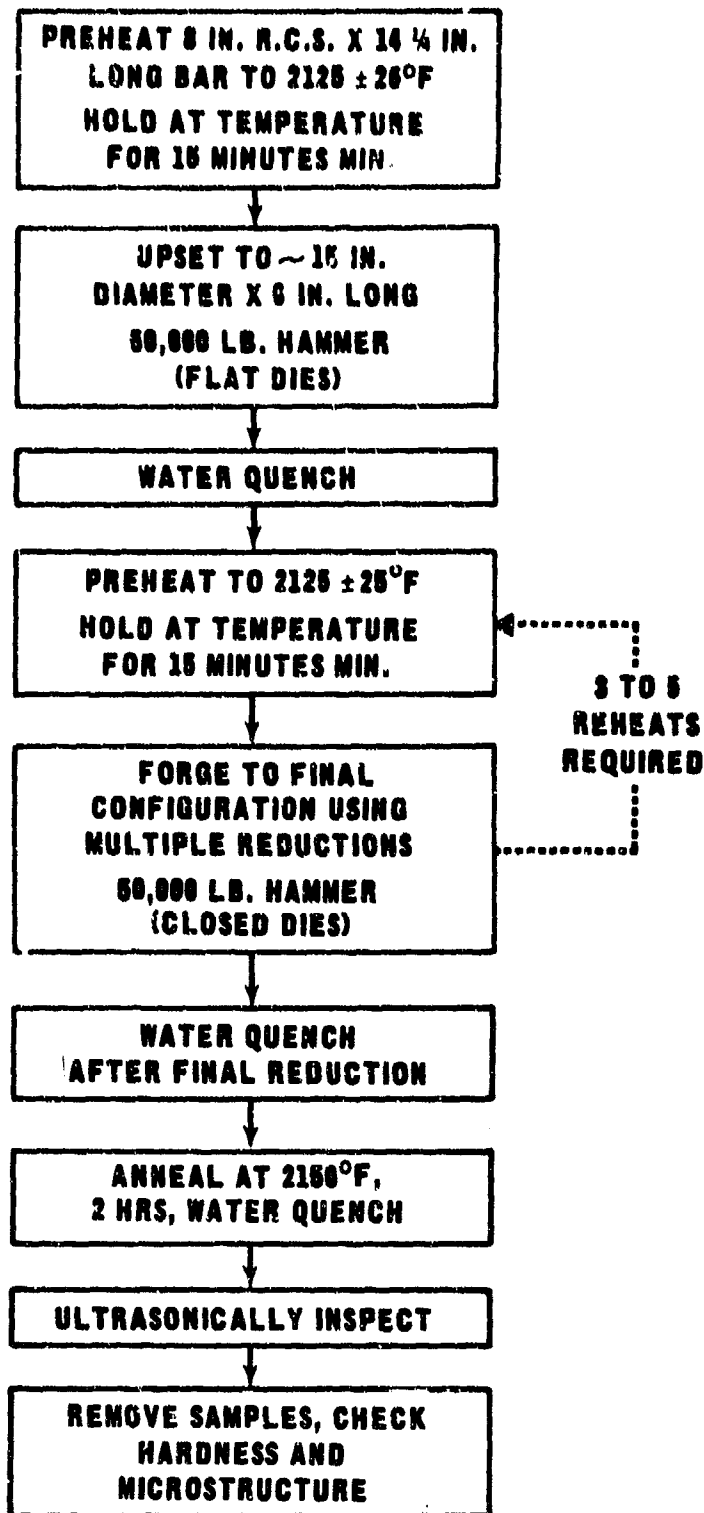 PREHEAT 8 IN. R.C.S. X 14 ¼ IN.
LONG BAR TO 2125 ± 25°F
HOLD AT TEMPERATURE
FOR 15 MINUTES MIN.
UPSET TO ~ 15 IN.
DIAMETER X 6 IN. LONG
50,000 LB. HAMMER
(FLAT DIES)
WATER QUENCH
PREHEAT TO 2125 ± 25°F
HOLD AT TEMPERATURE
FOR 15 MINUTES MIN.
3 TO 5
REHEATS
REQUIRED
FORGE TO FINAL
CONFIGURATION USING
MULTIPLE REDUCTIONS
50,000 LB. HAMMER
(CLOSED DIES)
WATER QUENCH
AFTER FINAL REDUCTION
ANNEAL AT 2150°F,
2 HRS, WATER QUENCH
ULTRASONICALLY INSPECT
REMOVE SAMPLES, CHECK
HARDNESS AND
MICROSTRUCTURE